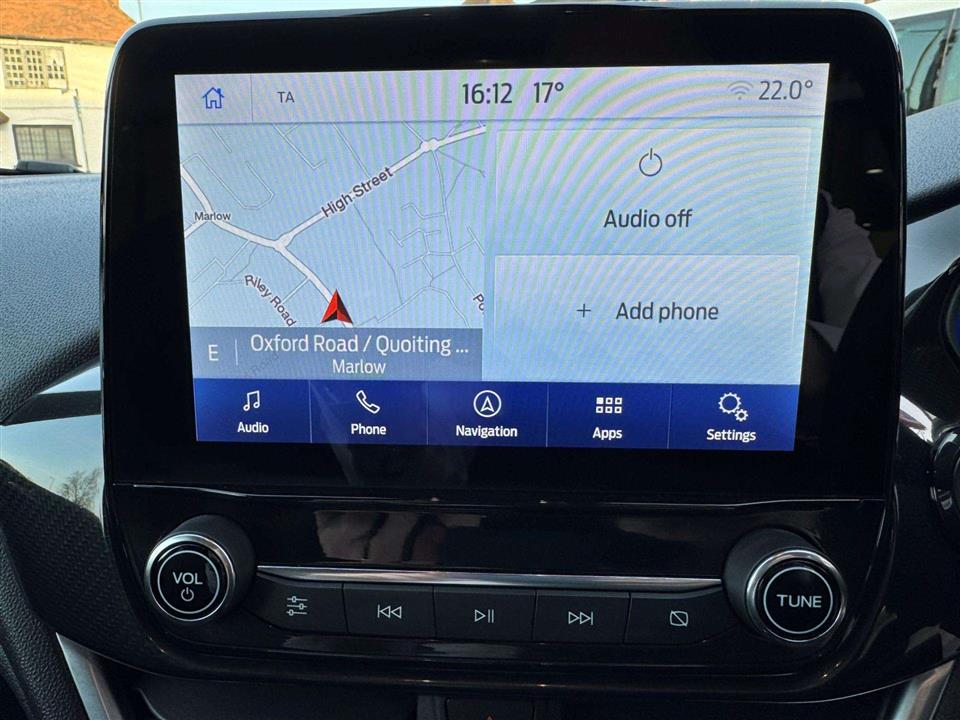 TA
16:12 17°
22.0°
High Street
Marlow
Riley Road
Audio off
+ Add phone
E
Oxford Road / Quoiting ...
Marlow
Audio
Phone
Navigation
Apps
Settings
VOL
TUNE